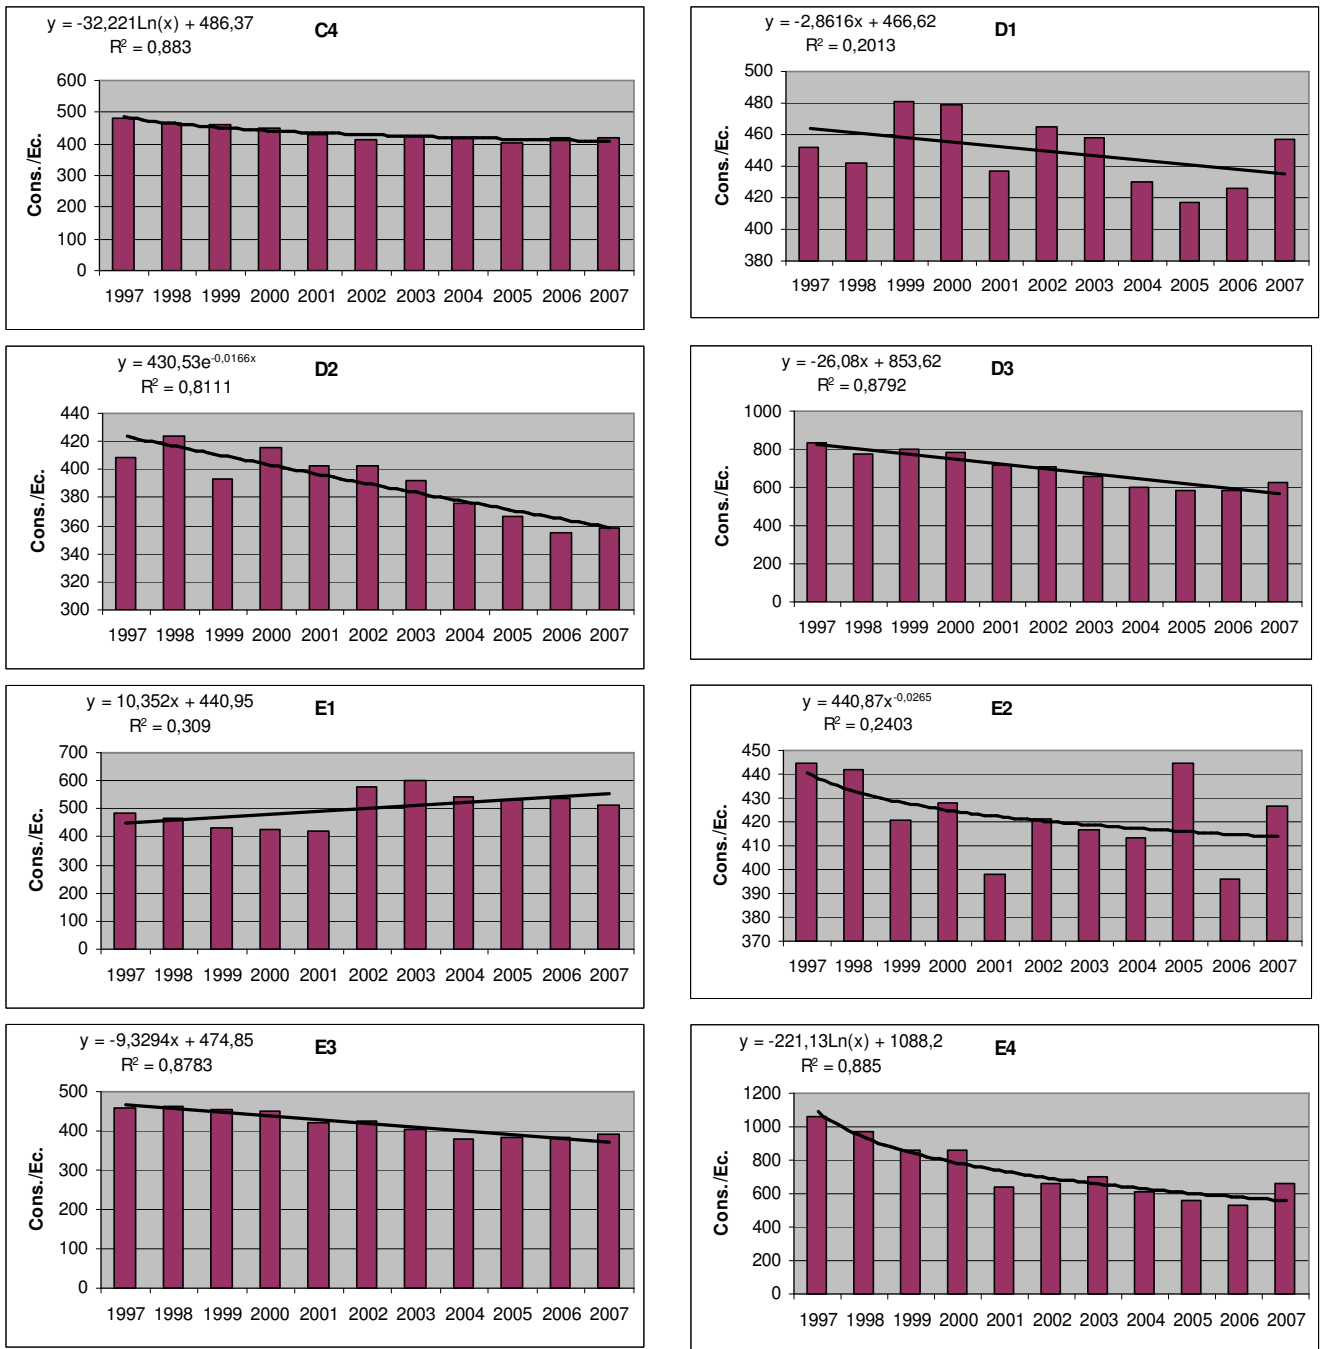 y = -32,221Ln(x) + 486,37
R² = 0,883
C4
Cons./Ec.
600
500
400
300
200
100
0
1997 1998 1999 2000 2001 2002 2003 2004 2005 2006 2007
y = -2,8616x + 466,62
R² = 0,2013
D1
Cons./Ec.
500
480
460
440
420
400
380
1997 1998 1999 2000 2001 2002 2003 2004 2005 2006 2007
y = 430,53e^-0,0166x
R² = 0,8111
D2
Cons./Ec.
440
420
400
380
360
340
320
300
1997 1998 1999 2000 2001 2002 2003 2004 2005 2006 2007
y = -26,08x + 853,62
R² = 0,8792
D3
Cons./Ec.
1000
800
600
400
200
0
1997 1998 1999 2000 2001 2002 2003 2004 2005 2006 2007
y = 10,352x + 440,95
R² = 0,309
E1
Cons./Ec.
700
600
500
400
300
200
100
0
1997 1998 1999 2000 2001 2002 2003 2004 2005 2006 2007
y = 440,87x^-0,0265
R² = 0,2403
E2
Cons./Ec.
450
440
430
420
410
400
390
380
370
1997 1998 1999 2000 2001 2002 2003 2004 2005 2006 2007
y = -9,3294x + 474,85
R² = 0,8783
E3
Cons./Ec.
500
400
300
200
100
0
1997 1998 1999 2000 2001 2002 2003 2004 2005 2006 2007
y = -221,13Ln(x) + 1088,2
R² = 0,885
E4
Cons./Ec.
1200
1000
800
600
400
200
0
1997 1998 1999 2000 2001 2002 2003 2004 2005 2006 2007